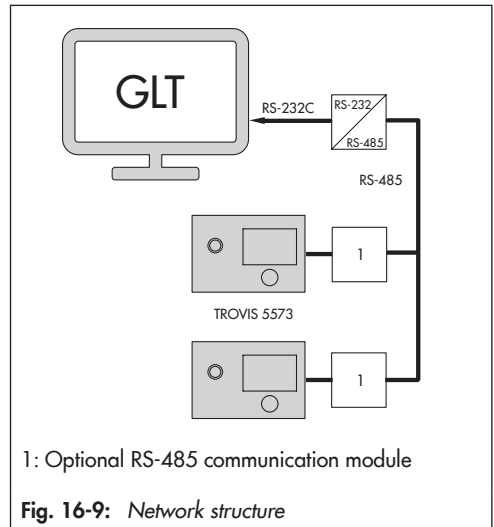 GLT
RS-232C
RS-232
RS-485
RS-485
1
TROVIS 5573
1
1: Optional RS-485 communication module
Fig. 16-9: Network structure